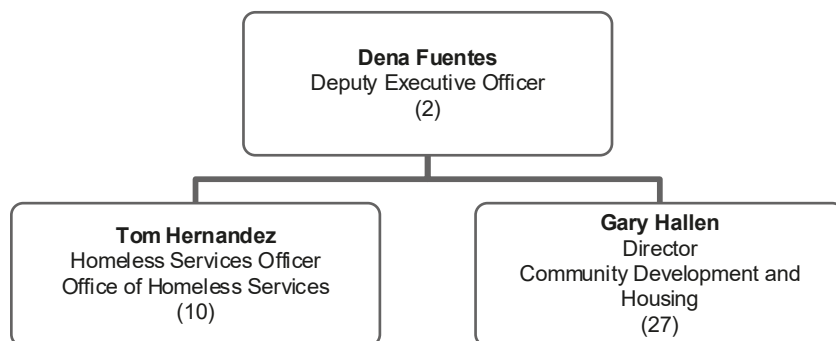 Dena Fuentes
Deputy Executive Officer
(2)
Tom Hernandez
Homeless Services Officer
Office of Homeless Services
(10)
Gary Hallen
Director
Community Development and
Housing
(27)